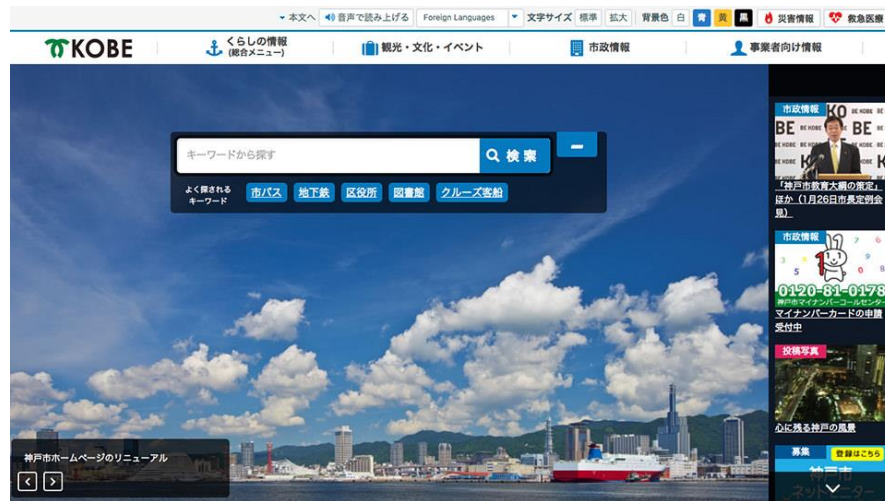 本文へ
音声で読み上げる
Foreign Languages
文字サイズ 標準 拡大
背景色 白 青 黄 黒
災害情報
救急医療
KOBE
くらしの情報
(総合メニュー)
観光・文化・イベント
市政情報
事業者向け情報
キーワードから探す
検索
よく探される
キーワード
市バス 地下鉄 区役所 図書館 クルーズ客船
市政情報
「神戸市教育大綱の策定」
ほか（1月26日市長定例会
見）
市政情報
0120-81-0178
神戸市マイナンバーコールセンター
マイナンバーカードの申請
受付中
投稿写真
心に残る神戸の風景
募集
登録はこちら
神戸市
神戸市ホームページのリニューアル